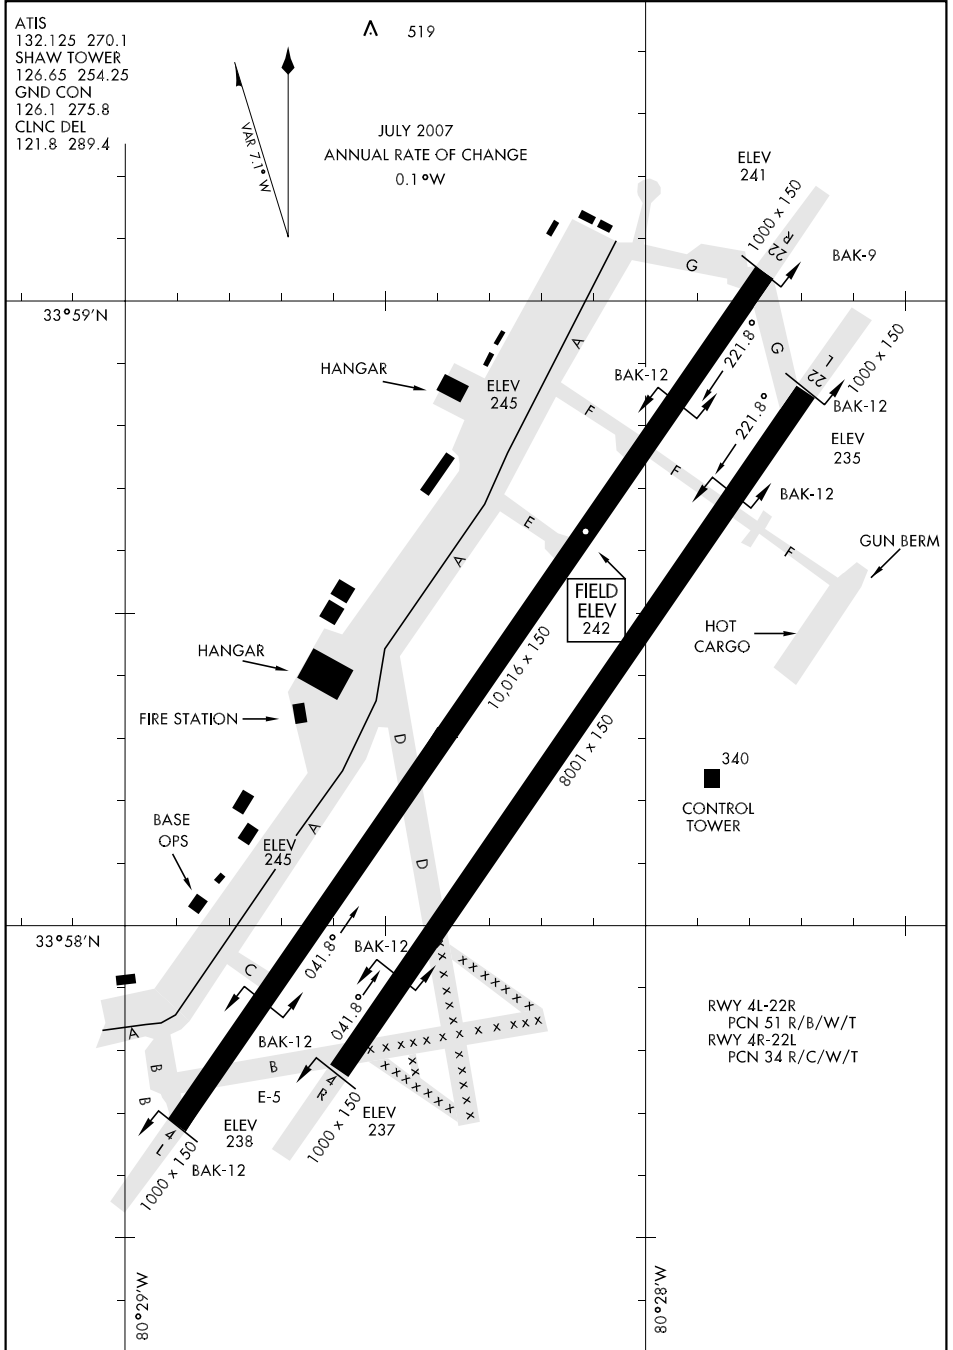 ATIS
132.125 270.1
SHAW TOWER
126.65 254.25
GND CON
126.1 275.8
CLNC DEL
121.8 289.4
519
VAR 7.1° W
JULY 2007
ANNUAL RATE OF CHANGE
0.1°W
ELEV
241
1000 x 150
22 R
BAK-9
G
33°59'N
A
221.8°
G
1000 x 150
22 L
HANGAR
BAK-12
ELEV
245
F
221.8°
BAK-12
ELEV
235
F
BAK-12
E
F
GUN BERM
A
FIELD
ELEV
242
HOT
CARGO
HANGAR
10,016 x 150
FIRE STATION
D
8001 x 150
340
CONTROL
TOWER
BASE
OPS
A
ELEV
245
D
33°58'N
041.8°
BAK-12
C
041.8°
RWY 4L-22R
PCN 51 R/B/W/T
RWY 4R-22L
PCN 34 R/C/W/T
A
BAK-12
B
B
E-5
4 R
B
ELEV
238
ELEV
237
1000 x 150
4 L
1000 x 150
BAK-12
80°29'W
80°28'W